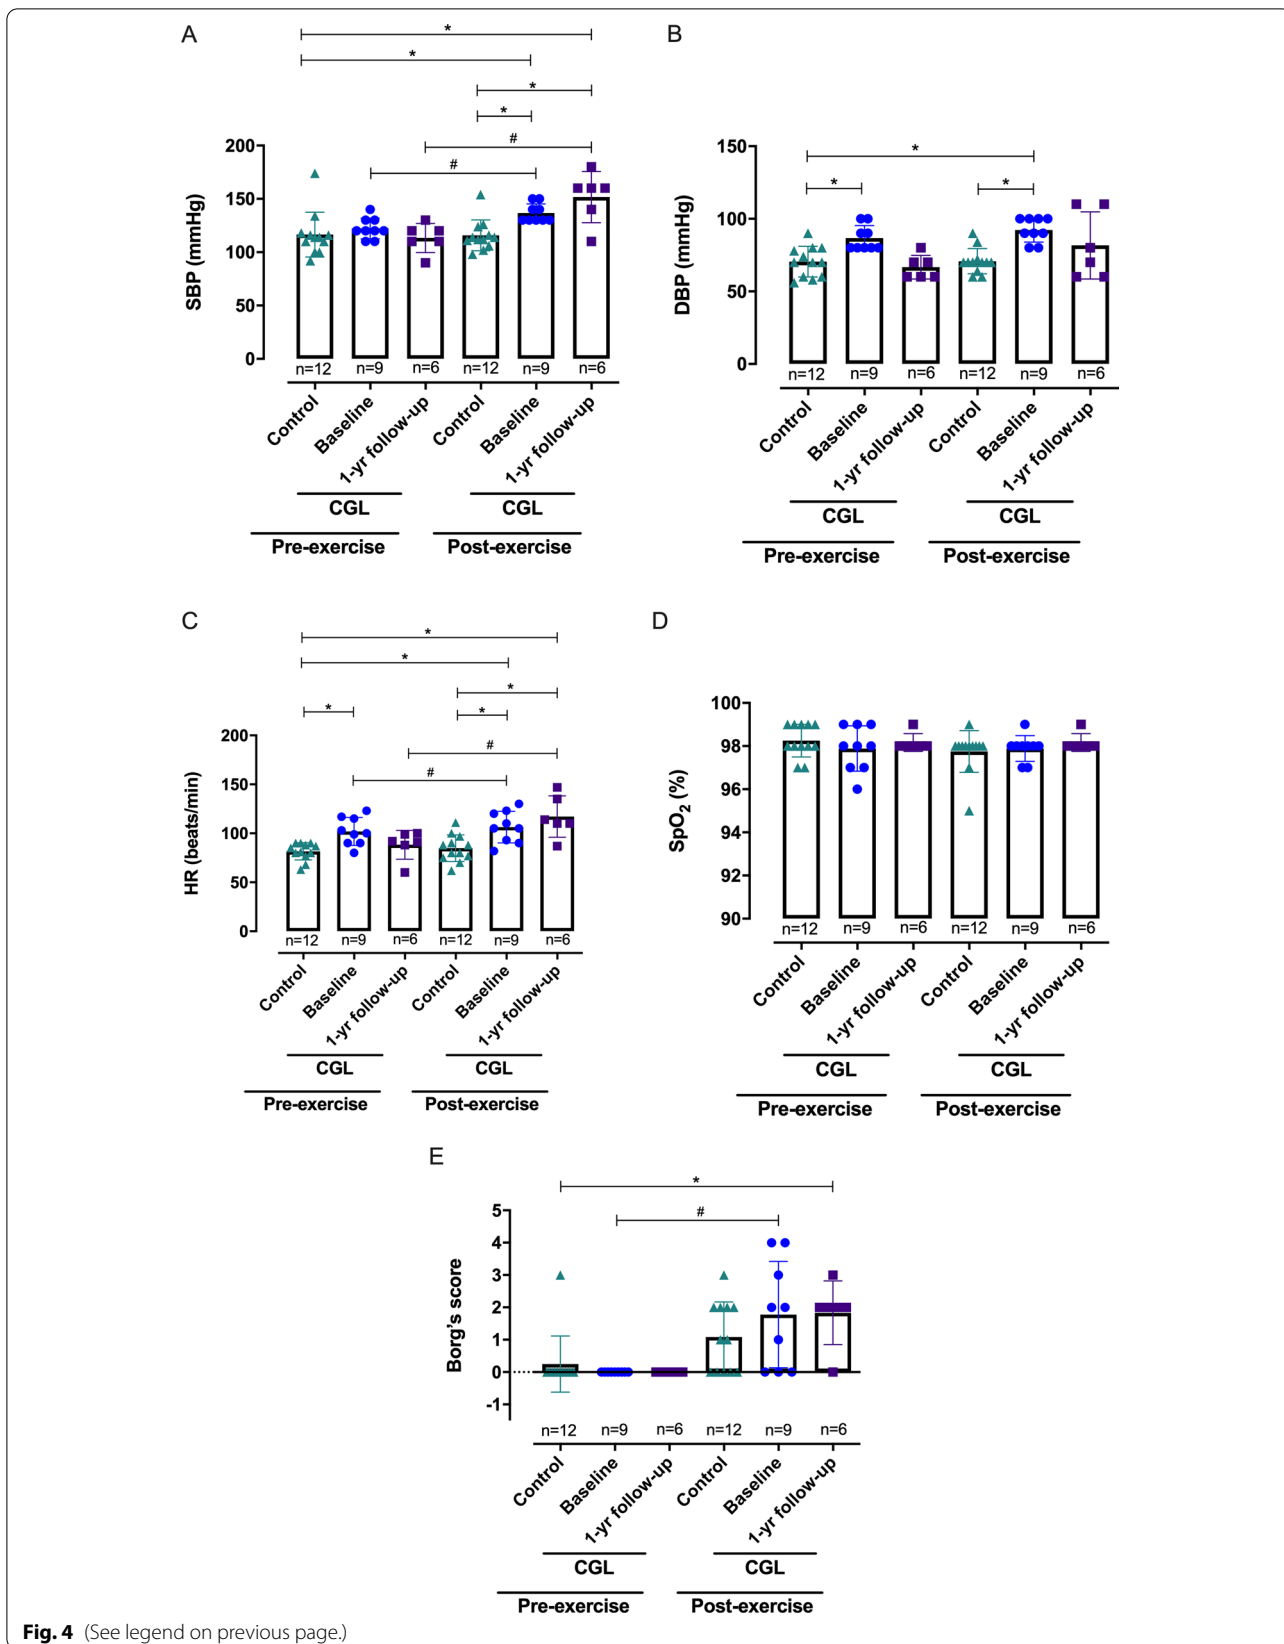 A
*
*
*
*
#
#
200
150
100
50
0
SBP (mmHg)
n=12 n=9 n=6 n=12 n=9 n=6
Control Baseline 1-yr follow-up Control Baseline 1-yr follow-up
CGL CGL
Pre-exercise Post-exercise
B
*
* *
150
100
50
0
DBP (mmHg)
n=12 n=9 n=6 n=12 n=9 n=6
Control Baseline 1-yr follow-up Control Baseline 1-yr follow-up
CGL CGL
Pre-exercise Post-exercise
C
*
*
*
* *
#
#
200
150
100
50
0
HR (beats/min)
n=12 n=9 n=6 n=12 n=9 n=6
Control Baseline 1-yr follow-up Control Baseline 1-yr follow-up
CGL CGL
Pre-exercise Post-exercise
D
100
98
96
94
92
90
SpO₂ (%)
n=12 n=9 n=6 n=12 n=9 n=6
Control Baseline 1-yr follow-up Control Baseline 1-yr follow-up
CGL CGL
Pre-exercise Post-exercise
E
*
#
5
4
3
2
1
0
-1
Borg's score
n=12 n=9 n=6 n=12 n=9 n=6
Control Baseline 1-yr follow-up Control Baseline 1-yr follow-up
CGL CGL
Pre-exercise Post-exercise
Fig. 4 (See legend on previous page.)